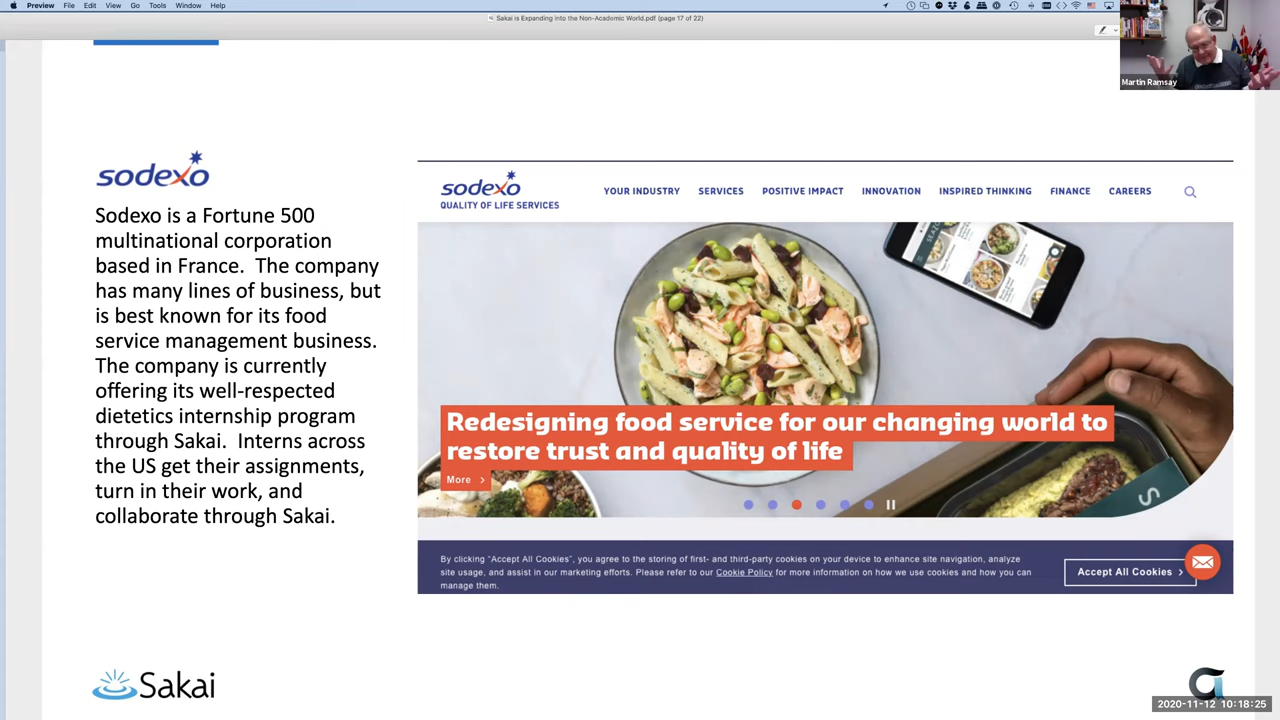 Preview File Edit View Go Tools Window Help
Sakai is Expanding into the Non-Academic World.pdf (page 17 of 22)
Martin Ramsay
sodexo
Sodexo is a Fortune 500
multinational corporation
based in France. The company
has many lines of business, but
is best known for its food
service management business.
The company is currently
offering its well-respected
dietetics internship program
through Sakai. Interns across
the US get their assignments,
turn in their work, and
collaborate through Sakai.
sodexo
QUALITY OF LIFE SERVICES
YOUR INDUSTRY SERVICES POSITIVE IMPACT INNOVATION INSPIRED THINKING FINANCE CAREERS
Redesigning food service for our changing world to
restore trust and quality of life
More
By clicking “Accept All Cookies”, you agree to the storing of first- and third-party cookies on your device to enhance site navigation, analyze
site usage, and assist in our marketing efforts. Please refer to our Cookie Policy for more information on how we use cookies and how you can
manage them.
Accept All Cookies
Sakai
2020-11-12 10:18:25